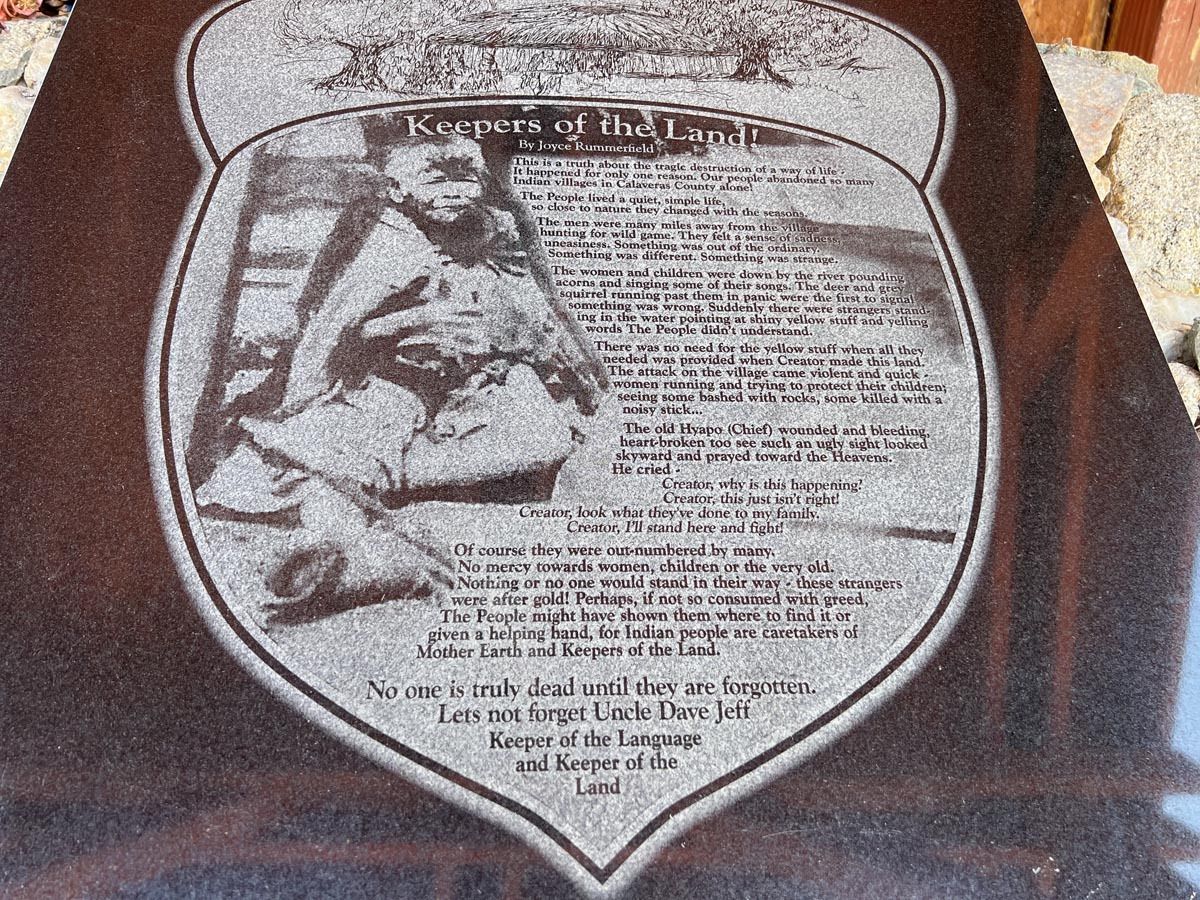 Keepers of the Land!
By Joyce Rummerfield
This is a truth about the tragic destruction of a way of life -
It happened for only one reason. Our people abandoned so many
Indian villages in Calaveras County alone!
The People lived a quiet, simple life,
so close to nature they changed with the seasons.
The men were many miles away from the village
hunting for wild game. They felt a sense of sadness,
uneasiness. Something was out of the ordinary.
Something was different. Something was strange.
The women and children were down by the river pounding
acorns and singing some of their songs. The deer and grey
squirrel running past them in panic were the first to signal
something was wrong. Suddenly there were strangers stand-
ing in the water pointing at shiny yellow stuff and yelling
words The People didn't understand.
There was no need for the yellow stuff when all they
needed was provided when Creator made this land.
The attack on the village came violent and quick -
women running and trying to protect their children;
seeing some bashed with rocks, some killed with a
noisy stick...
The old Hyapo (Chief) wounded and bleeding,
heart-broken too see such an ugly sight looked
skyward and prayed toward the Heavens.
He cried -
Creator, why is this happening?
Creator, this just isn't right!
Creator, look what they've done to my family.
Creator, I'll stand here and fight!
Of course they were out-numbered by many.
No mercy towards women, children or the very old.
Nothing or no one would stand in their way - these strangers
were after gold! Perhaps, if not so consumed with greed,
The People might have shown them where to find it or
given a helping hand, for Indian people are caretakers of
Mother Earth and Keepers of the Land.
No one is truly dead until they are forgotten.
Lets not forget Uncle Dave Jeff
Keeper of the Language
and Keeper of the
Land